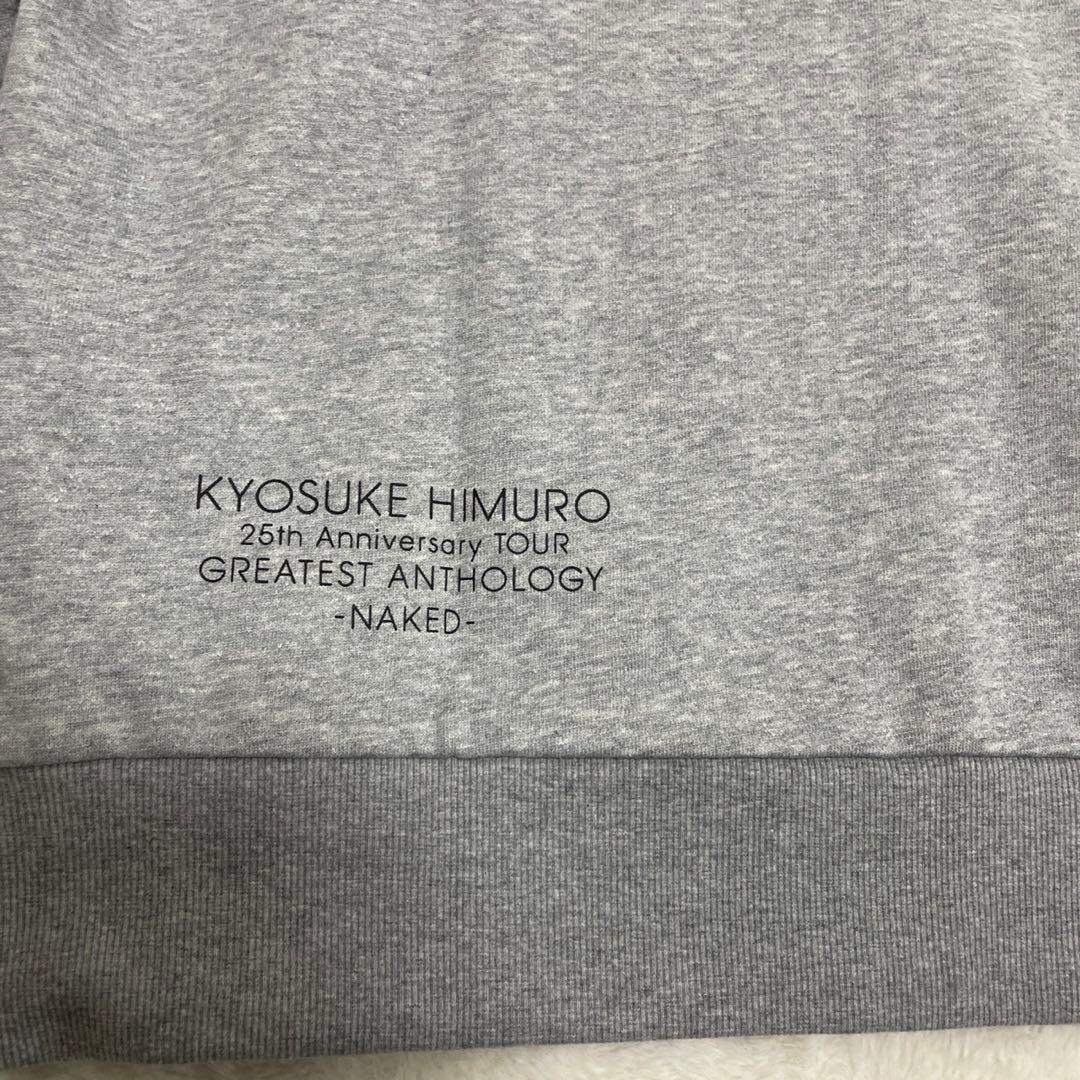 KYOSUKE HIMURO
25th Anniversary TOUR
GREATEST ANTHOLOGY
-NAKED-